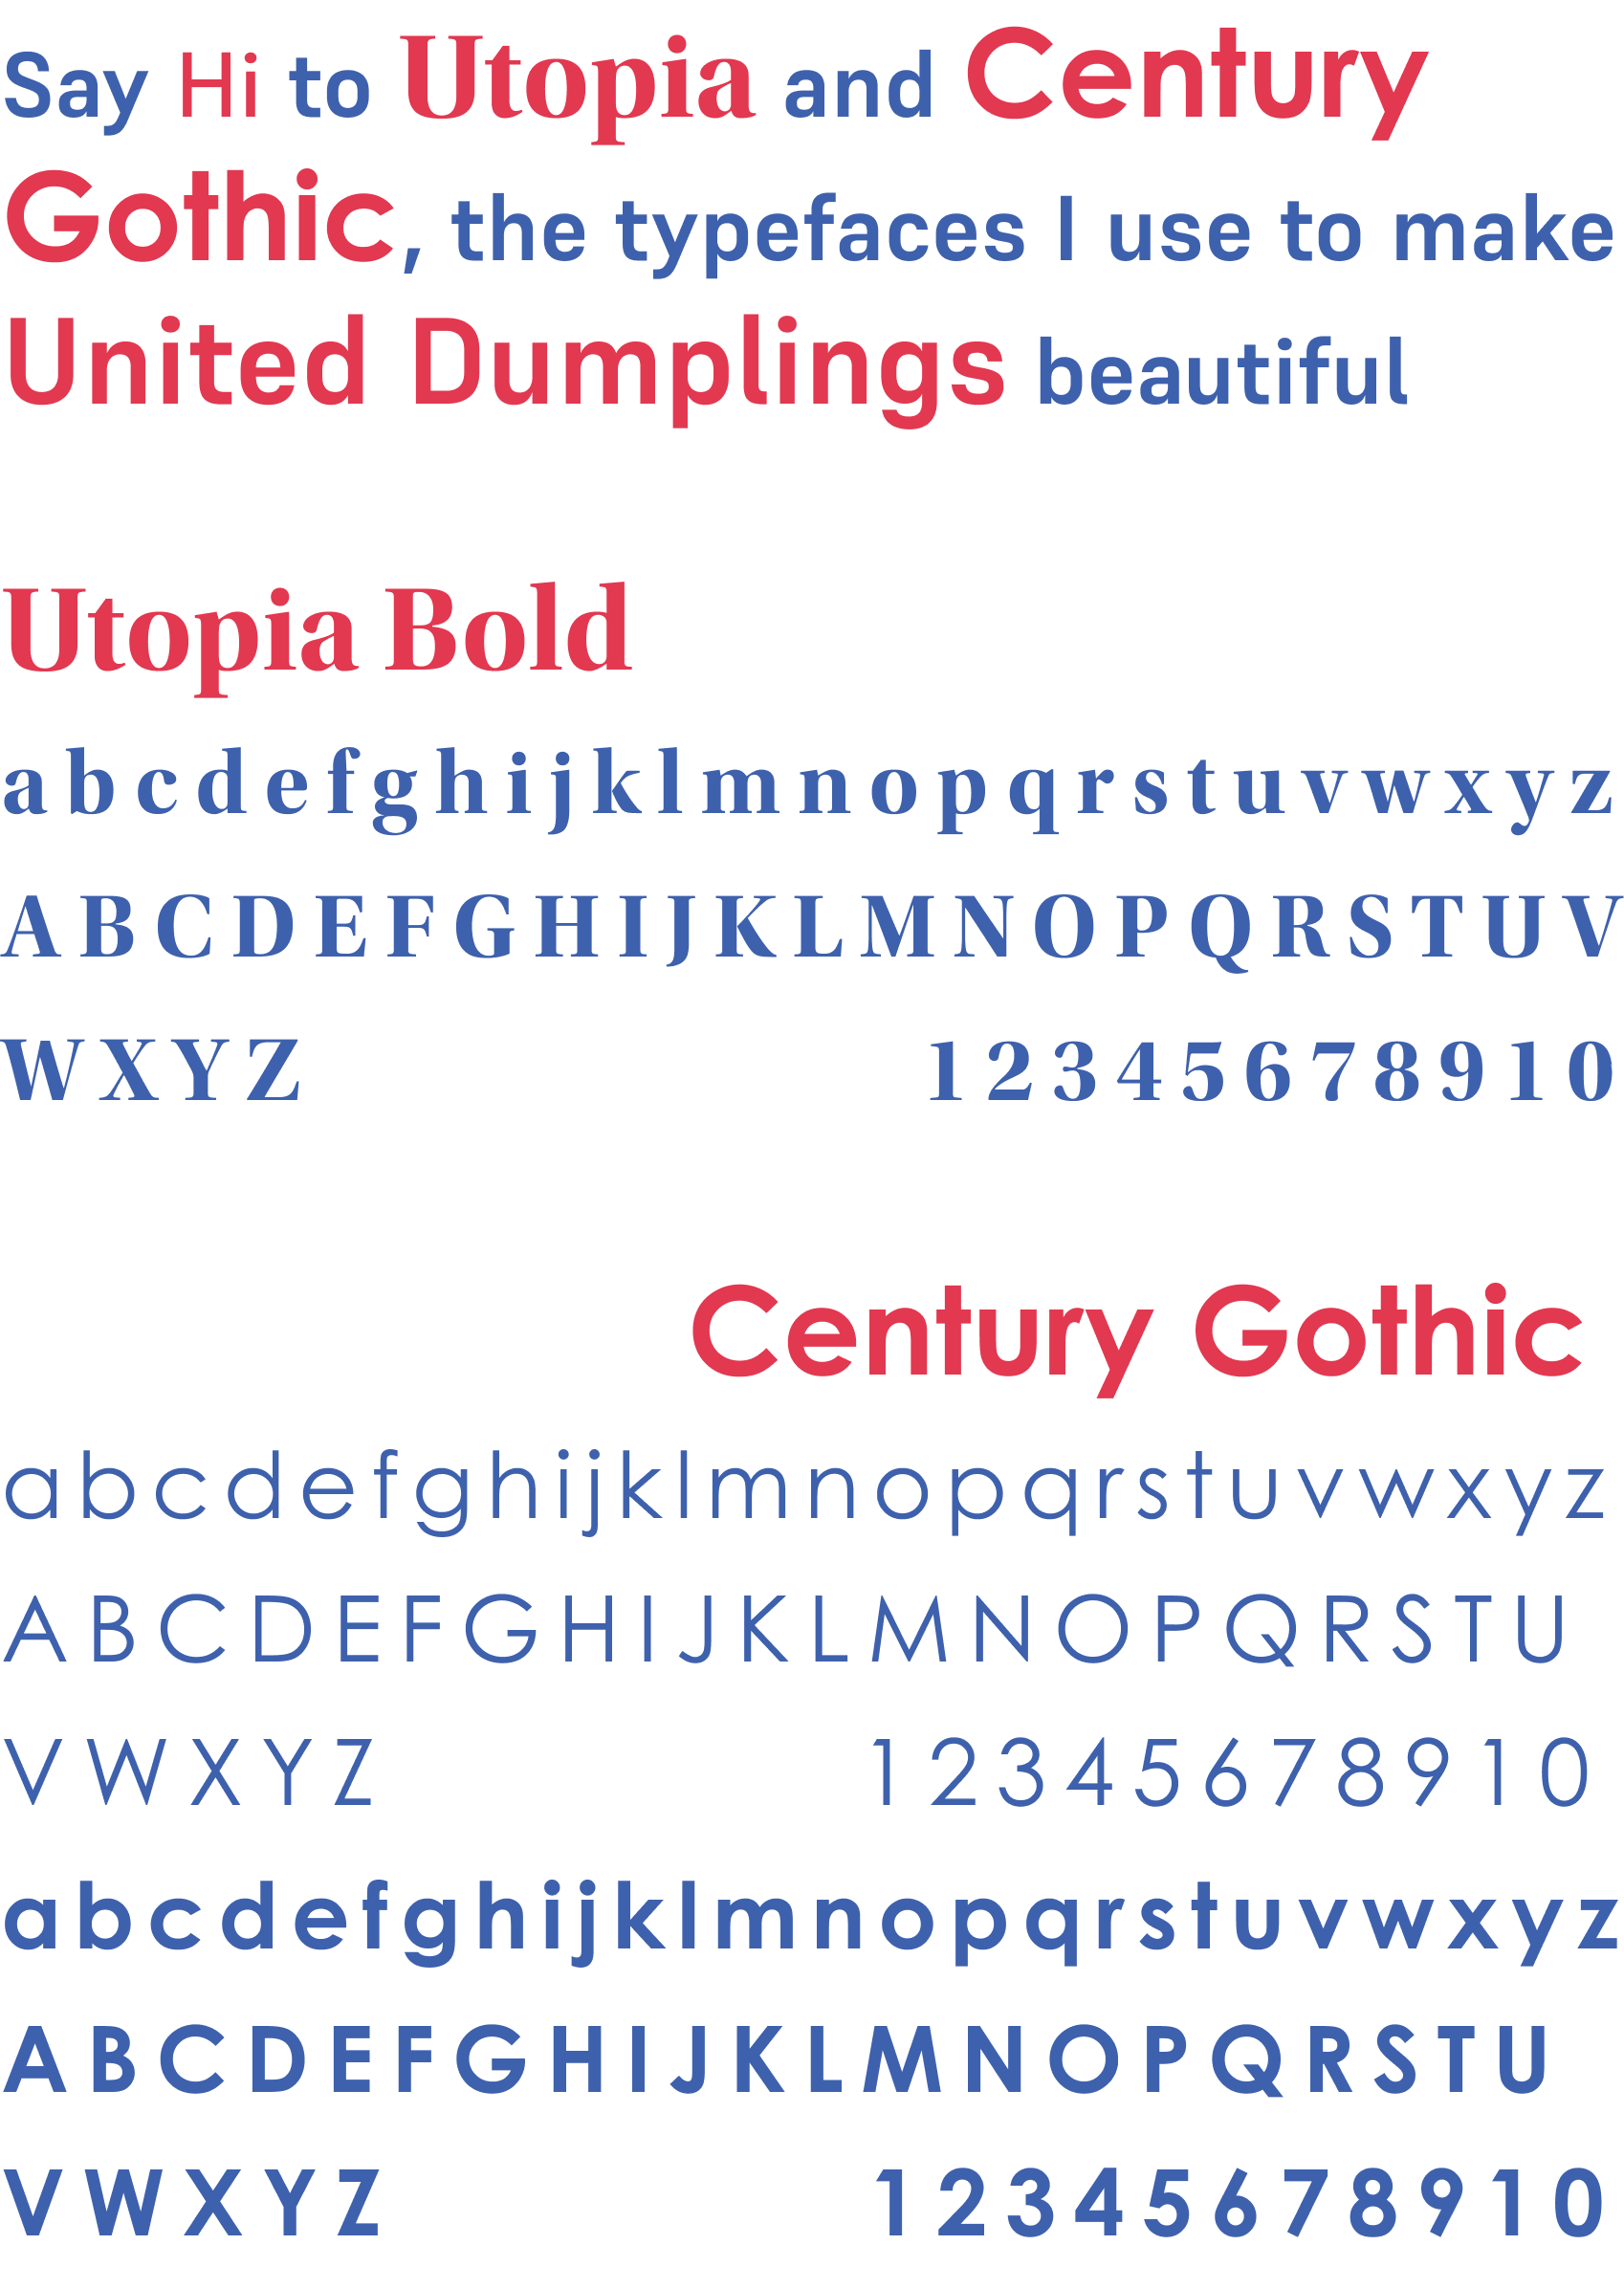 Say Hi to Utopia and Century
Gothic, the typefaces I use to make
United Dumplings beautiful
Utopia Bold
a b c d e f g h i j k l m n o p q r s t u v w x y z
A B C D E F G H I J K L M N O P Q R S T U V
W X Y Z 1 2 3 4 5 6 7 8 9 1 0
Century Gothic
a b c d e f g h i j k l m n o p q r s t u v w x y z
A B C D E F G H I J K L M N O P Q R S T U
V W X Y Z 1 2 3 4 5 6 7 8 9 1 0
a b c d e f g h i j k l m n o p q r s t u v w x y z
A B C D E F G H I J K L M N O P Q R S T U
V W X Y Z 1 2 3 4 5 6 7 8 9 1 0